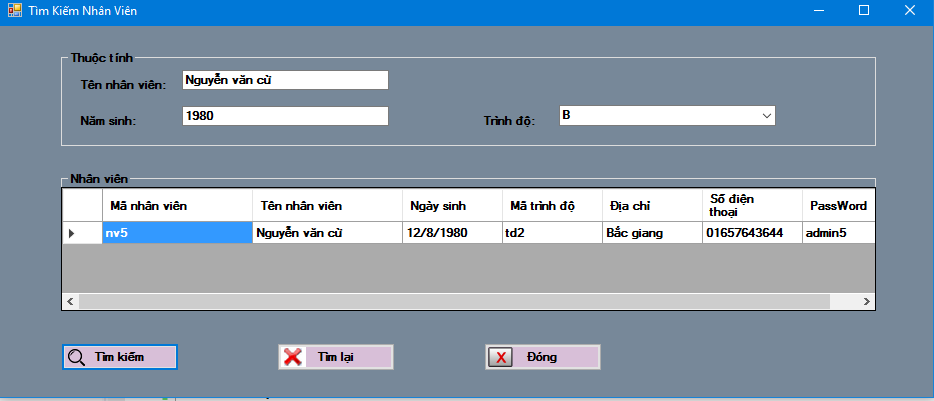 Tìm Kiếm Nhân Viên
Thuộc tính
Tên nhân viên: Nguyễn văn cừ
Năm sinh: 1980 Trình độ: B
Nhân viên
Mã nhân viên Tên nhân viên Ngày sinh Mã trình độ Địa chỉ Số điện thoại PassWord
nv5 Nguyễn văn cừ 12/8/1980 td2 Bắc giang 01657643644 admin5
Tìm kiếm Tìm lại Đóng